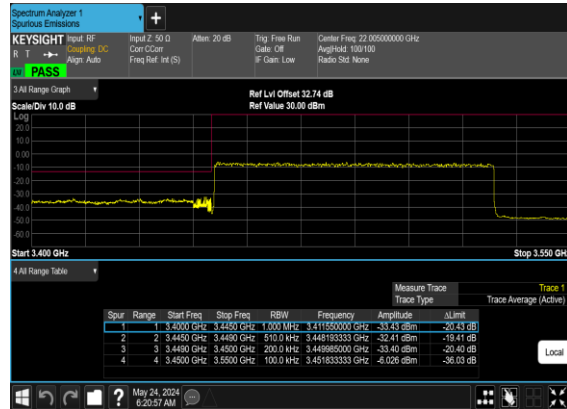 Spectrum Analyzer 1
Spurious Emissions
+
KEYSIGHT Input: RF Input Z: 50 Ω Atten: 20 dB Trig: Free Run Center Freq: 22.005000000 GHz
R T Coupling: DC Corr CCorr Gate: Off Avg|Hold: 100/100
Align: Auto Freq Ref: Int (S) IF Gain: Low Radio Std: None
PASS
3 All Range Graph
Ref Lvl Offset 32.74 dB
Scale/Div 10.0 dB Ref Value 30.00 dBm
Log
20.0
10.0
0.00
-10.0
-20.0
-30.0
-40.0
-50.0
-60.0
Start 3.400 GHz Stop 3.550 GHz
4 All Range Table
Measure Trace Trace 1
Trace Type Trace Average (Active)
Spur Range Start Freq Stop Freq RBW Frequency Amplitude ΔLimit
1 1 3.4000 GHz 3.4450 GHz 1.000 MHz 3.411550000 GHz -33.43 dBm -20.43 dB
2 2 3.4450 GHz 3.4490 GHz 510.0 kHz 3.448193333 GHz -32.41 dBm -19.41 dB
3 3 3.4490 GHz 3.4500 GHz 200.0 kHz 3.449985000 GHz -33.40 dBm -20.40 dB
4 4 3.4500 GHz 3.5500 GHz 100.0 kHz 3.451833333 GHz -6.026 dBm -36.03 dB
Local
? May 24, 2024
6:20:57 AM